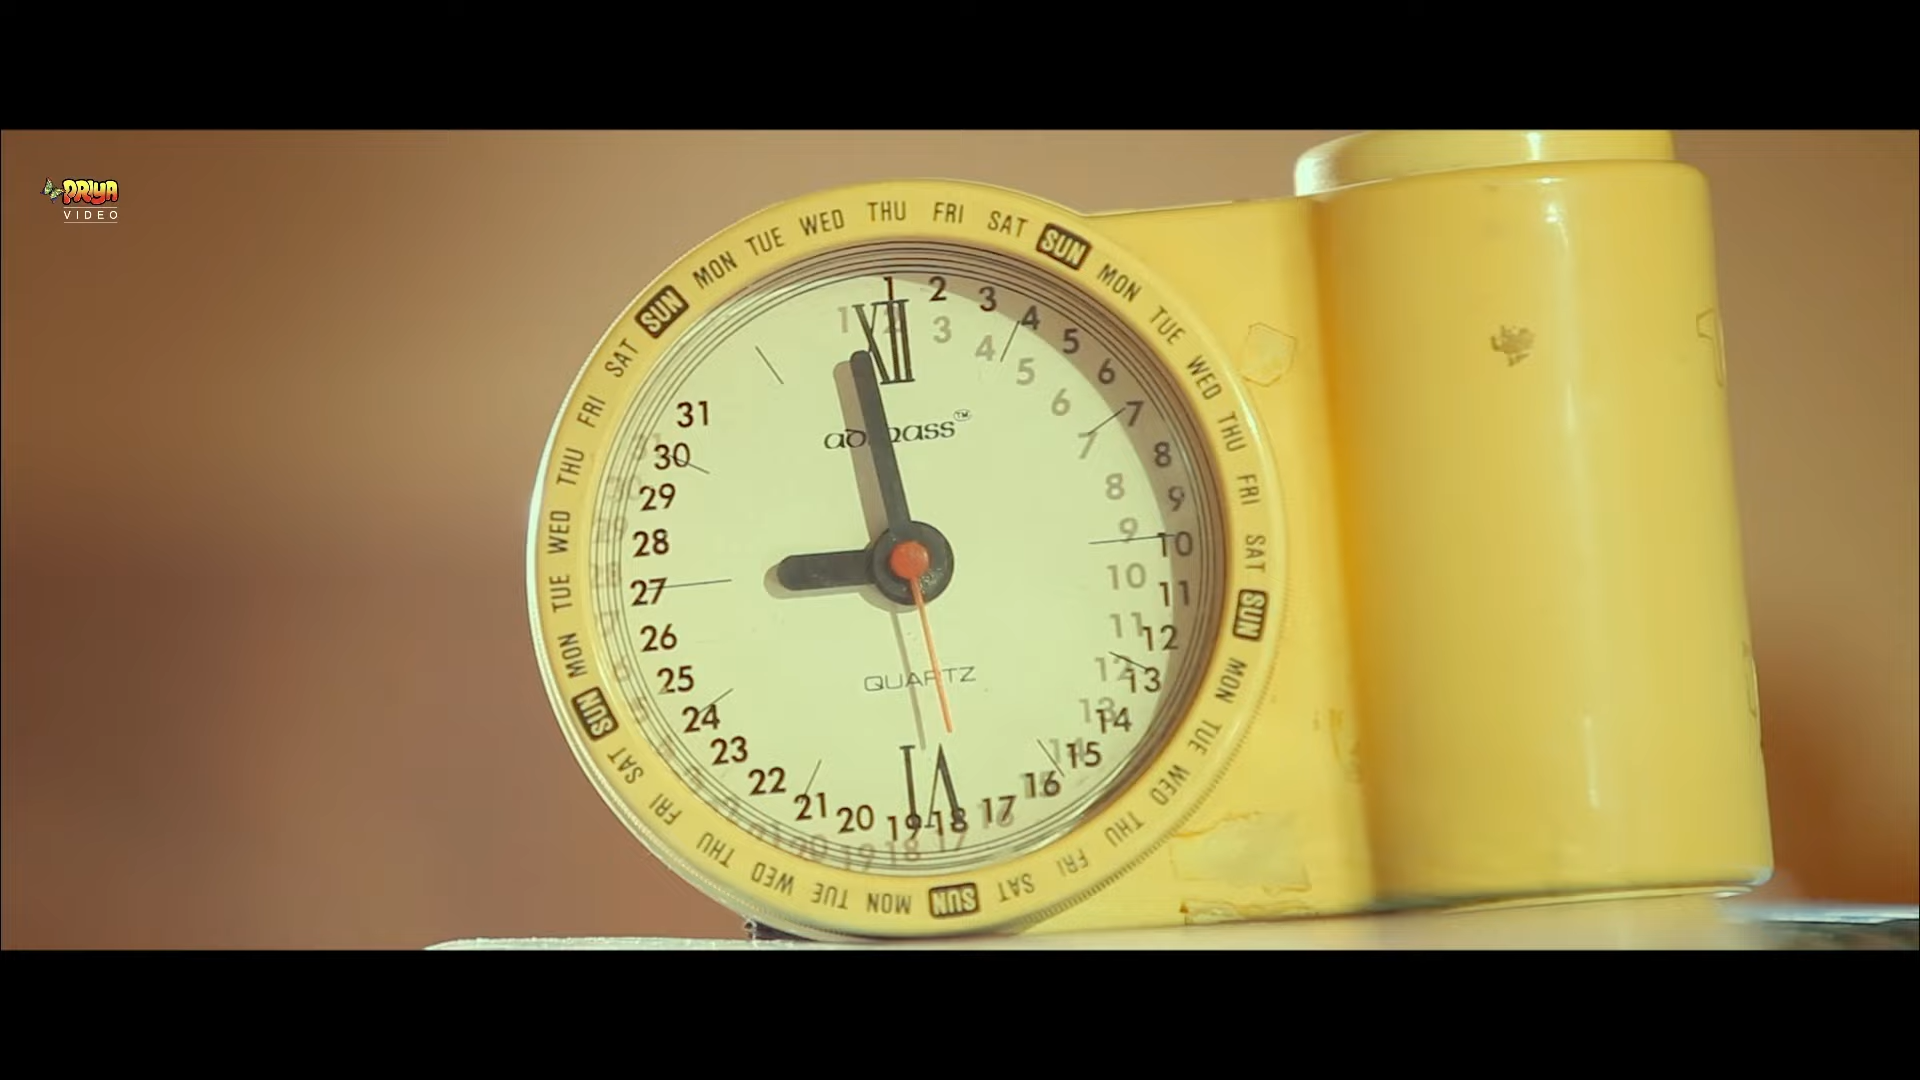 PRIYA
VIDEO
SUN MON TUE WED THU FRI SAT SUN MON TUE WED THU FRI SAT SUN MON TUE WED THU FRI SAT SUN MON TUE WED THU FRI SAT SUN MON TUE WED THU FRI SAT
1 2 3 4 5 6 7 8 9 10 11 12 13 14 15 16 17 18 19 20 21 22 23 24 25 26 27 28 29 30 31
XII
QUARTZ
VI